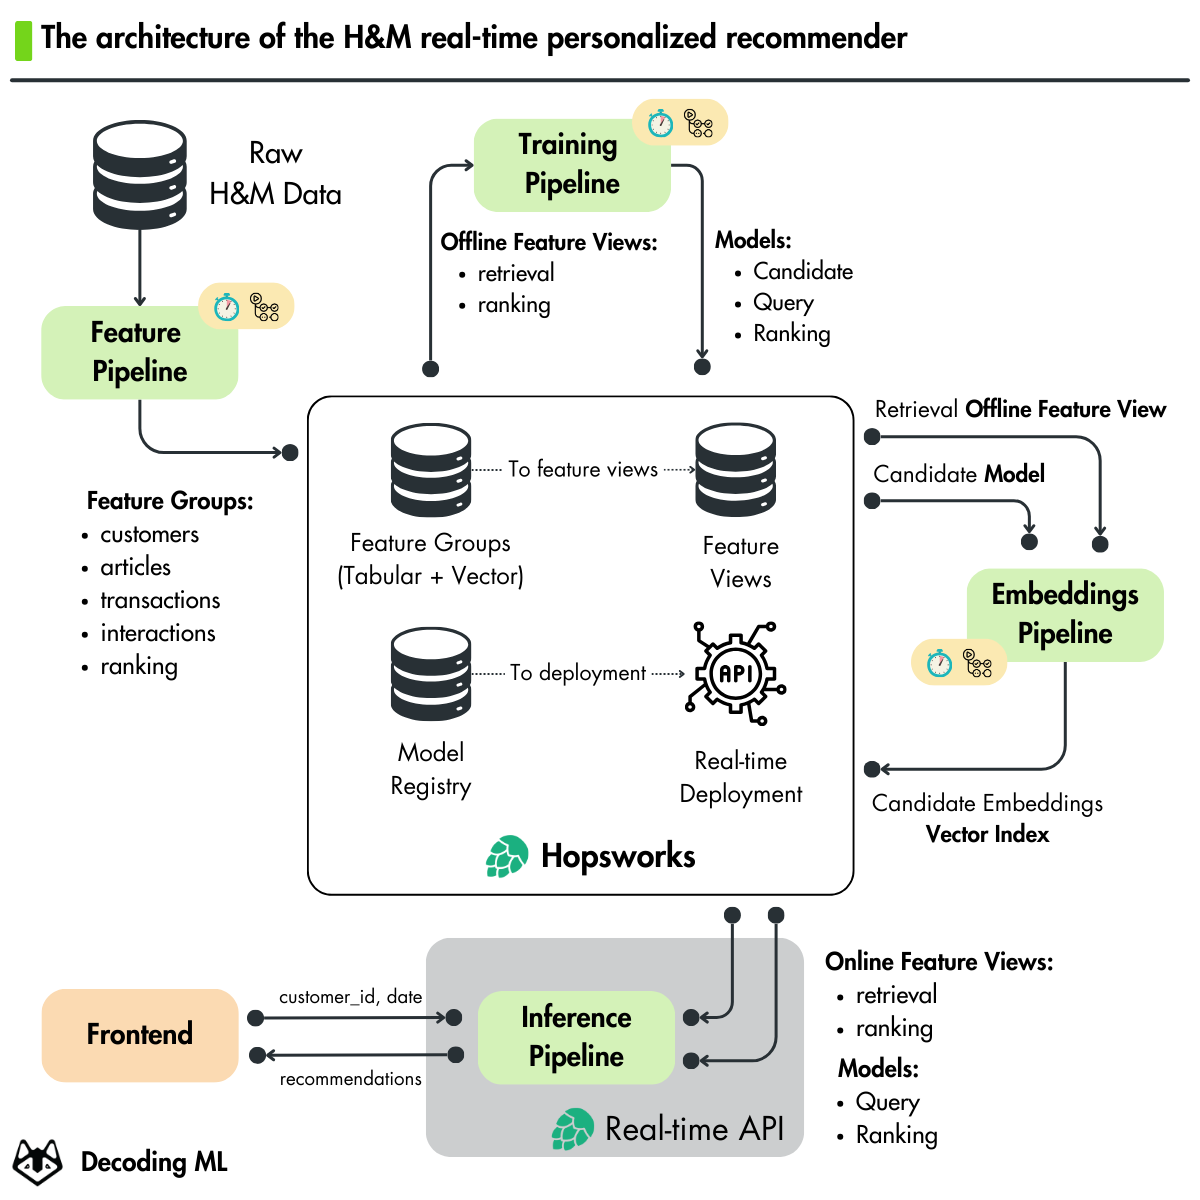 The architecture of the H&M real-time personalized recommender
Raw
H&M Data
Training
Pipeline
Offline Feature Views:
• retrieval
• ranking
Models:
• Candidate
• Query
• Ranking
Feature
Pipeline
Feature Groups:
• customers
• articles
• transactions
• interactions
• ranking
To feature views
Feature Groups
(Tabular + Vector)
Feature
Views
To deployment
API
Model
Registry
Real-time
Deployment
Hopsworks
Retrieval Offline Feature View
Candidate Model
Embeddings
Pipeline
Candidate Embeddings
Vector Index
Frontend
customer_id, date
recommendations
Inference
Pipeline
Real-time API
Online Feature Views:
• retrieval
• ranking
Models:
• Query
• Ranking
Decoding ML